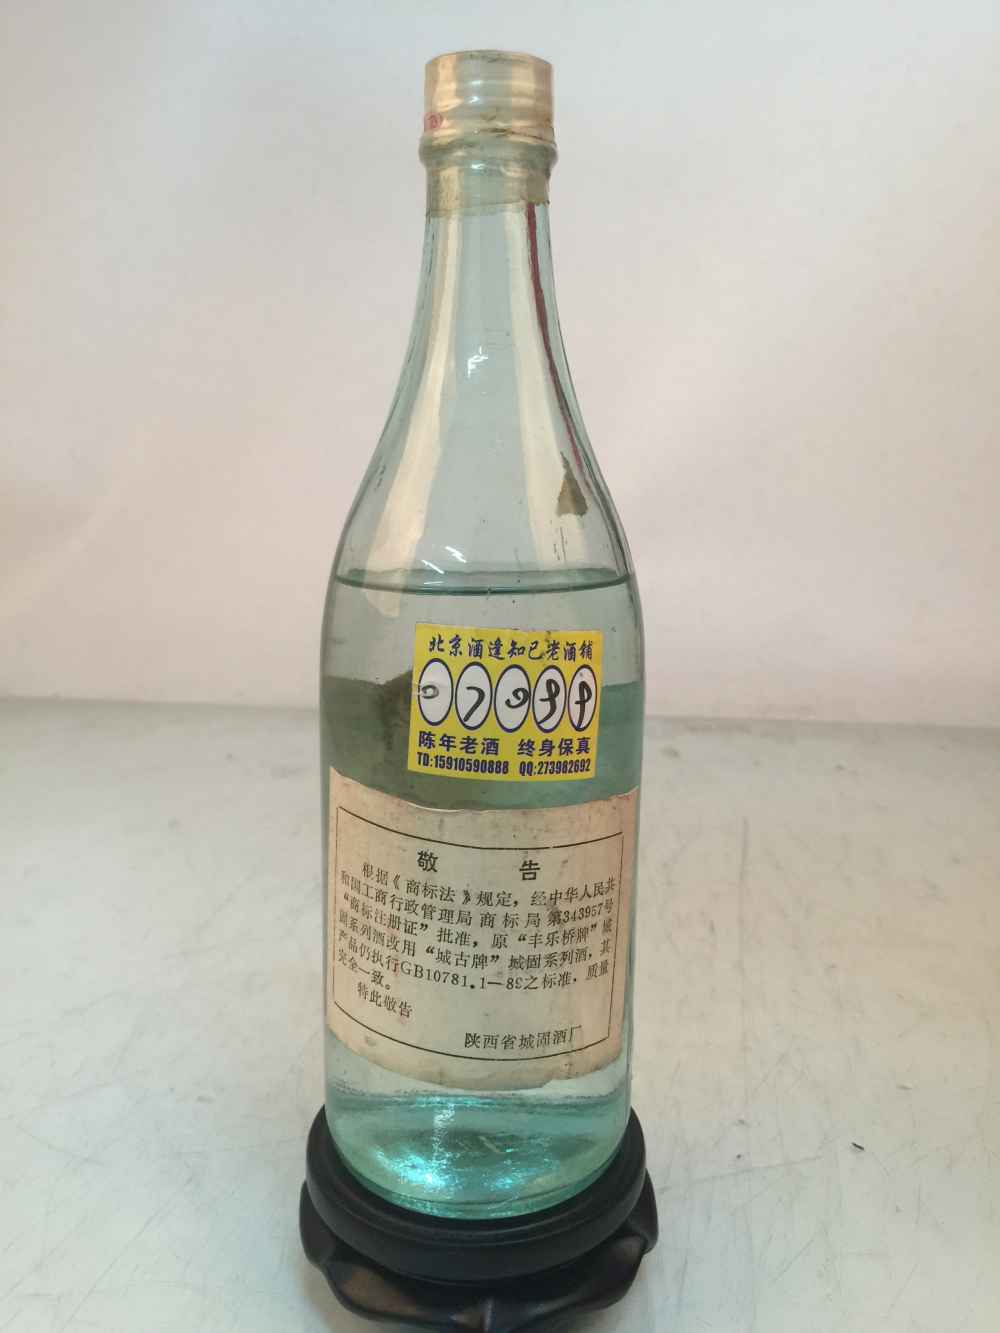 北京酒逢知已老酒铺
陈年老酒 终身保真
TD:15910590888 QQ:273982692
敬 告
根据《商标法》规定，经中华人民共
和国工商行政管理局商标局第343957号
“商标注册证”批准，原“丰乐桥牌”城
固系列酒改用“城古牌”城固系列酒，其
产品仍执行GB10781.1—89之标准，质量
完全一致。
特此敬告
陕西省城固酒厂